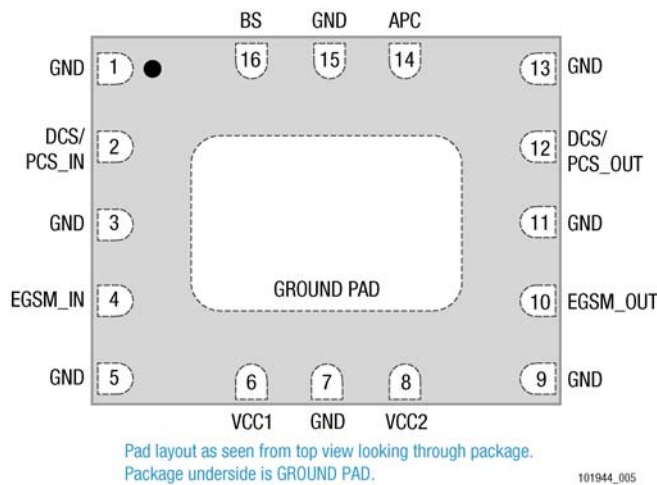 BS GND APC
16 15 14
GND 1 13 GND
DCS/
PCS_IN 2 12 DCS/
PCS_OUT
GND 3 11 GND
EGSM_IN 4 GROUND PAD 10 EGSM_OUT
GND 5 6 7 8 9 GND
VCC1 GND VCC2
Pad layout as seen from top view looking through package.
Package underside is GROUND PAD.
101944_005